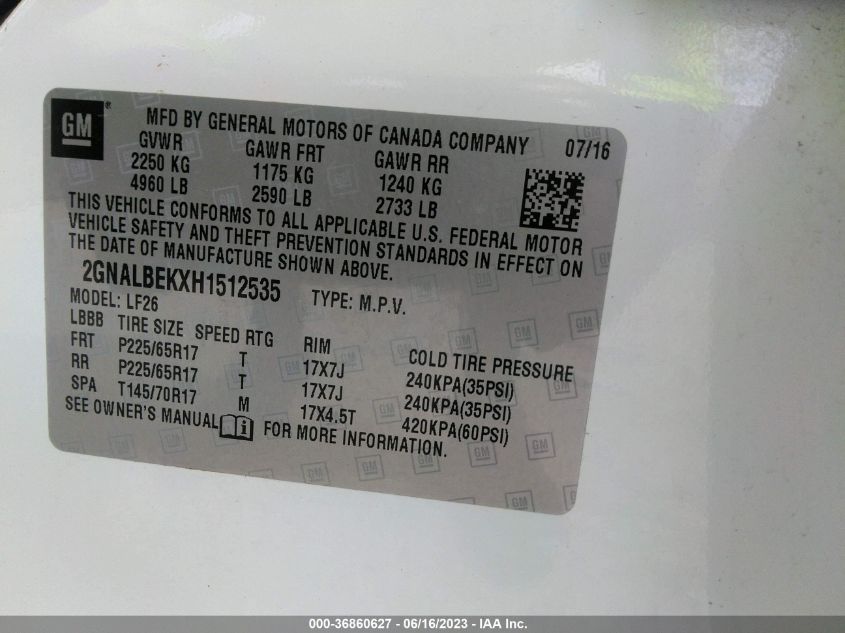 GM ®
MFD BY GENERAL MOTORS OF CANADA COMPANY 07/16
GVWR GAWR FRT GAWR RR
2250 KG 1175 KG 1240 KG
4960 LB 2590 LB 2733 LB
THIS VEHICLE CONFORMS TO ALL APPLICABLE U.S. FEDERAL MOTOR
VEHICLE SAFETY AND THEFT PREVENTION STANDARDS IN EFFECT ON
THE DATE OF MANUFACTURE SHOWN ABOVE.
2GNALBEKXH1512535 TYPE: M.P.V.
MODEL: LF26
LBBB TIRE SIZE SPEED RTG RIM COLD TIRE PRESSURE
FRT P225/65R17 T 17X7J 240KPA(35PSI)
RR P225/65R17 T 17X7J 240KPA(35PSI)
SPA T145/70R17 M 17X4.5T 420KPA(60PSI)
SEE OWNER'S MANUAL i FOR MORE INFORMATION.
000-36860627 - 06/16/2023 - IAA Inc.